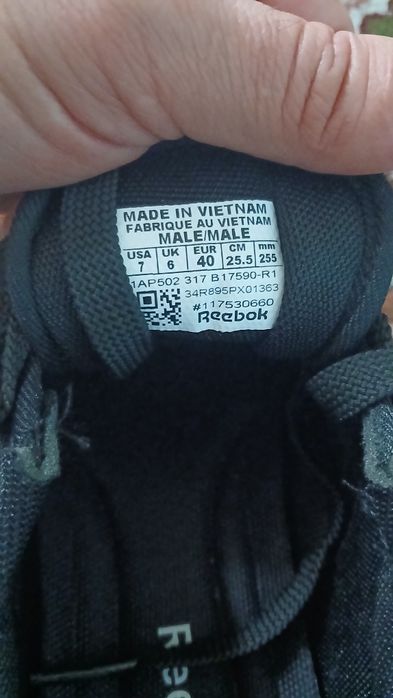 MADE IN VIETNAM
FABRIQUE AU VIETNAM
MALE/MALE
USA UK EUR CM mm
7 6 40 25.5 255
1AP502 317 B17590-R1
34R895PX01363
#117530660
Reebok
Ree